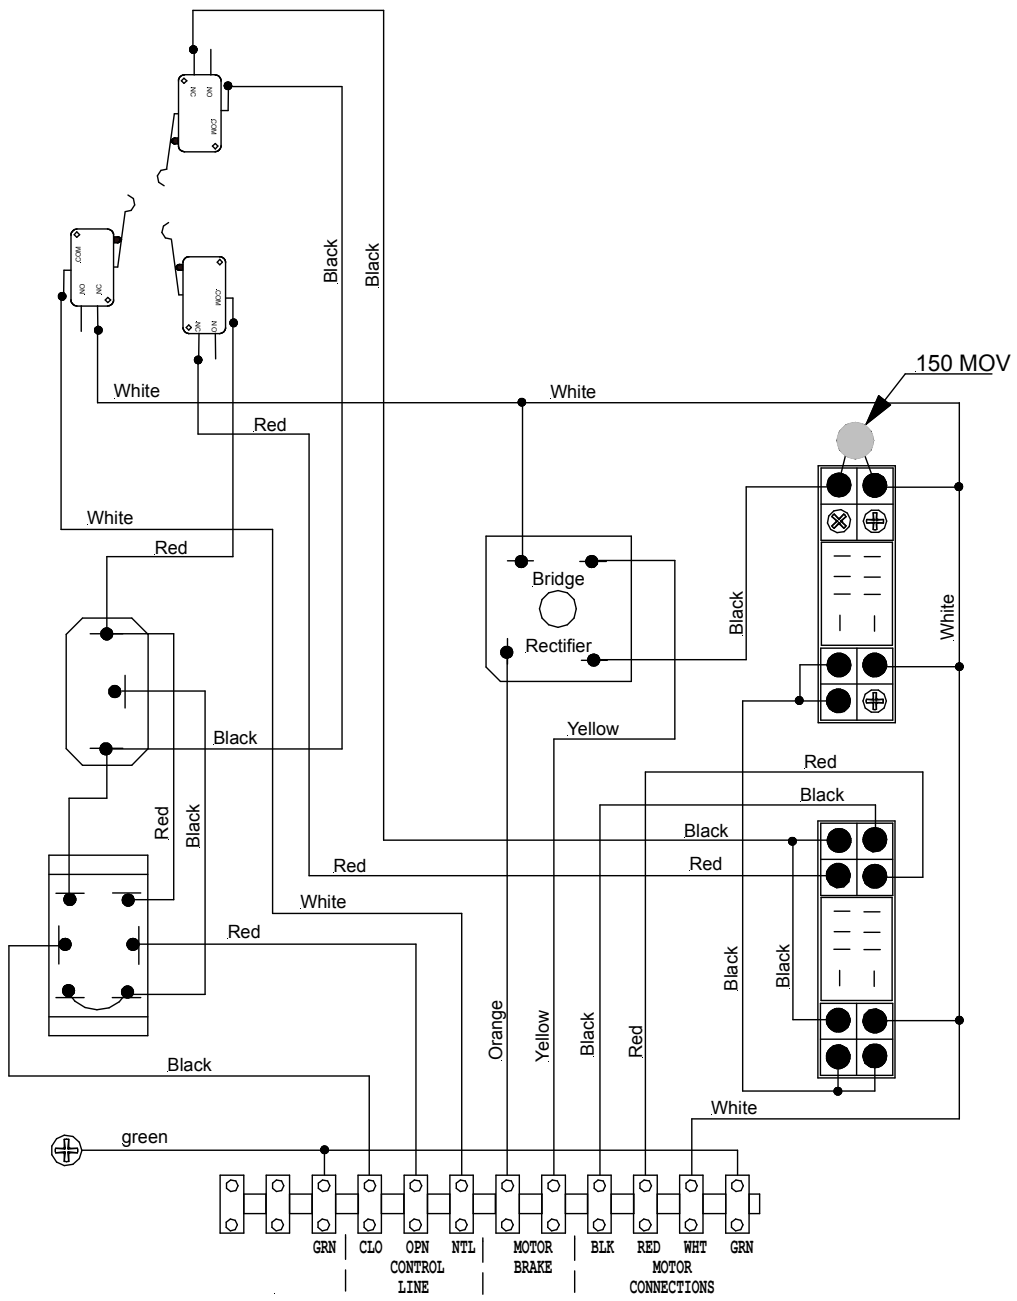 NC
NO
COM
Black
Black
COM
NO
NO
COM
NC
NO
150 MOV
White
White
Red
White
Red
Bridge
Rectifier
Black
White
Yellow
Black
Red
Black
Red
Black
Black
Red
Red
White
Red
Black
Black
Orange
Yellow
Black
Red
Black
White
green
GRN
CLO
OPN
NTL
MOTOR
BLK
RED
WHT
GRN
CONTROL
BRAKE
MOTOR
LINE
CONNECTIONS